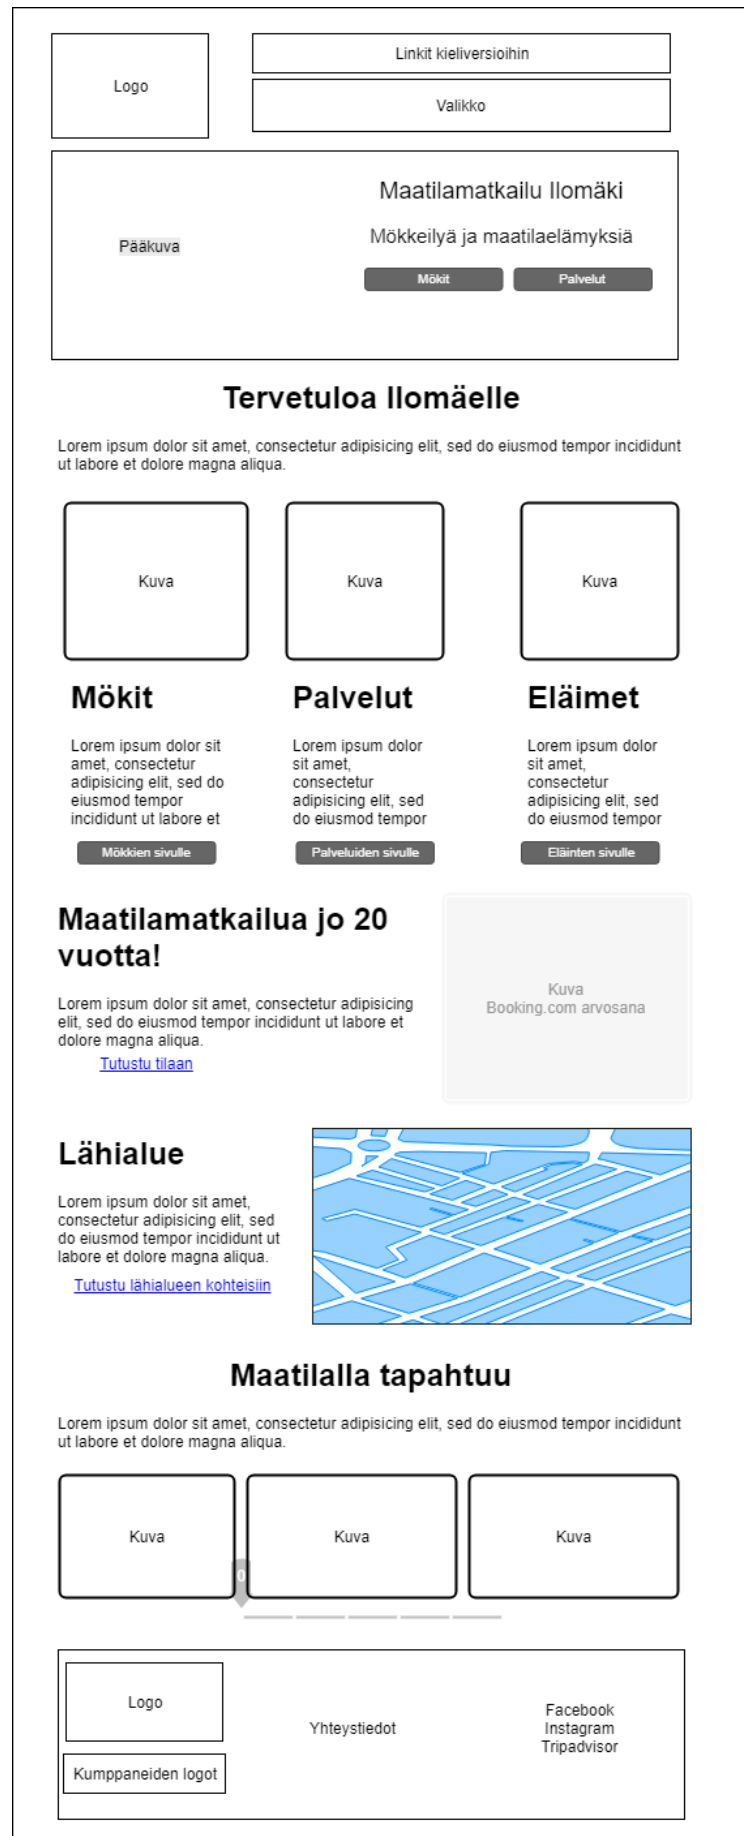 Logo
Linkit kieliversioihin
Valikko
Pääkuva
Maatilamatkailu Ilomäki
Mökkeilyä ja maatilaelämyksiä
Mökit
Palvelut
Tervetuloa Ilomäelle
Lorem ipsum dolor sit amet, consectetur adipisicing elit, sed do eiusmod tempor incididunt
ut labore et dolore magna aliqua.
Kuva
Kuva
Kuva
Mökit
Lorem ipsum dolor sit
amet, consectetur
adipisicing elit, sed do
eiusmod tempor
incididunt ut labore et
Mökkien sivulle
Palvelut
Lorem ipsum dolor
sit amet,
consectetur
adipisicing elit, sed
do eiusmod tempor
Palveluiden sivulle
Eläimet
Lorem ipsum dolor
sit amet,
consectetur
adipisicing elit, sed
do eiusmod tempor
Eläinten sivulle
Maatilamatkailua jo 20
vuotta!
Lorem ipsum dolor sit amet, consectetur adipisicing
elit, sed do eiusmod tempor incididunt ut labore et
dolore magna aliqua.
Tutustu tilaan
Kuva
Booking.com arvosana
Lähialue
Lorem ipsum dolor sit amet,
consectetur adipisicing elit, sed
do eiusmod tempor incididunt ut
labore et dolore magna aliqua.
Tutustu lähialueen kohteisiin
Maatilalla tapahtuu
Lorem ipsum dolor sit amet, consectetur adipisicing elit, sed do eiusmod tempor incididunt
ut labore et dolore magna aliqua.
Kuva
Kuva
Kuva
0
Logo
Kumppaneiden logot
Yhteystiedot
Facebook
Instagram
Tripadvisor